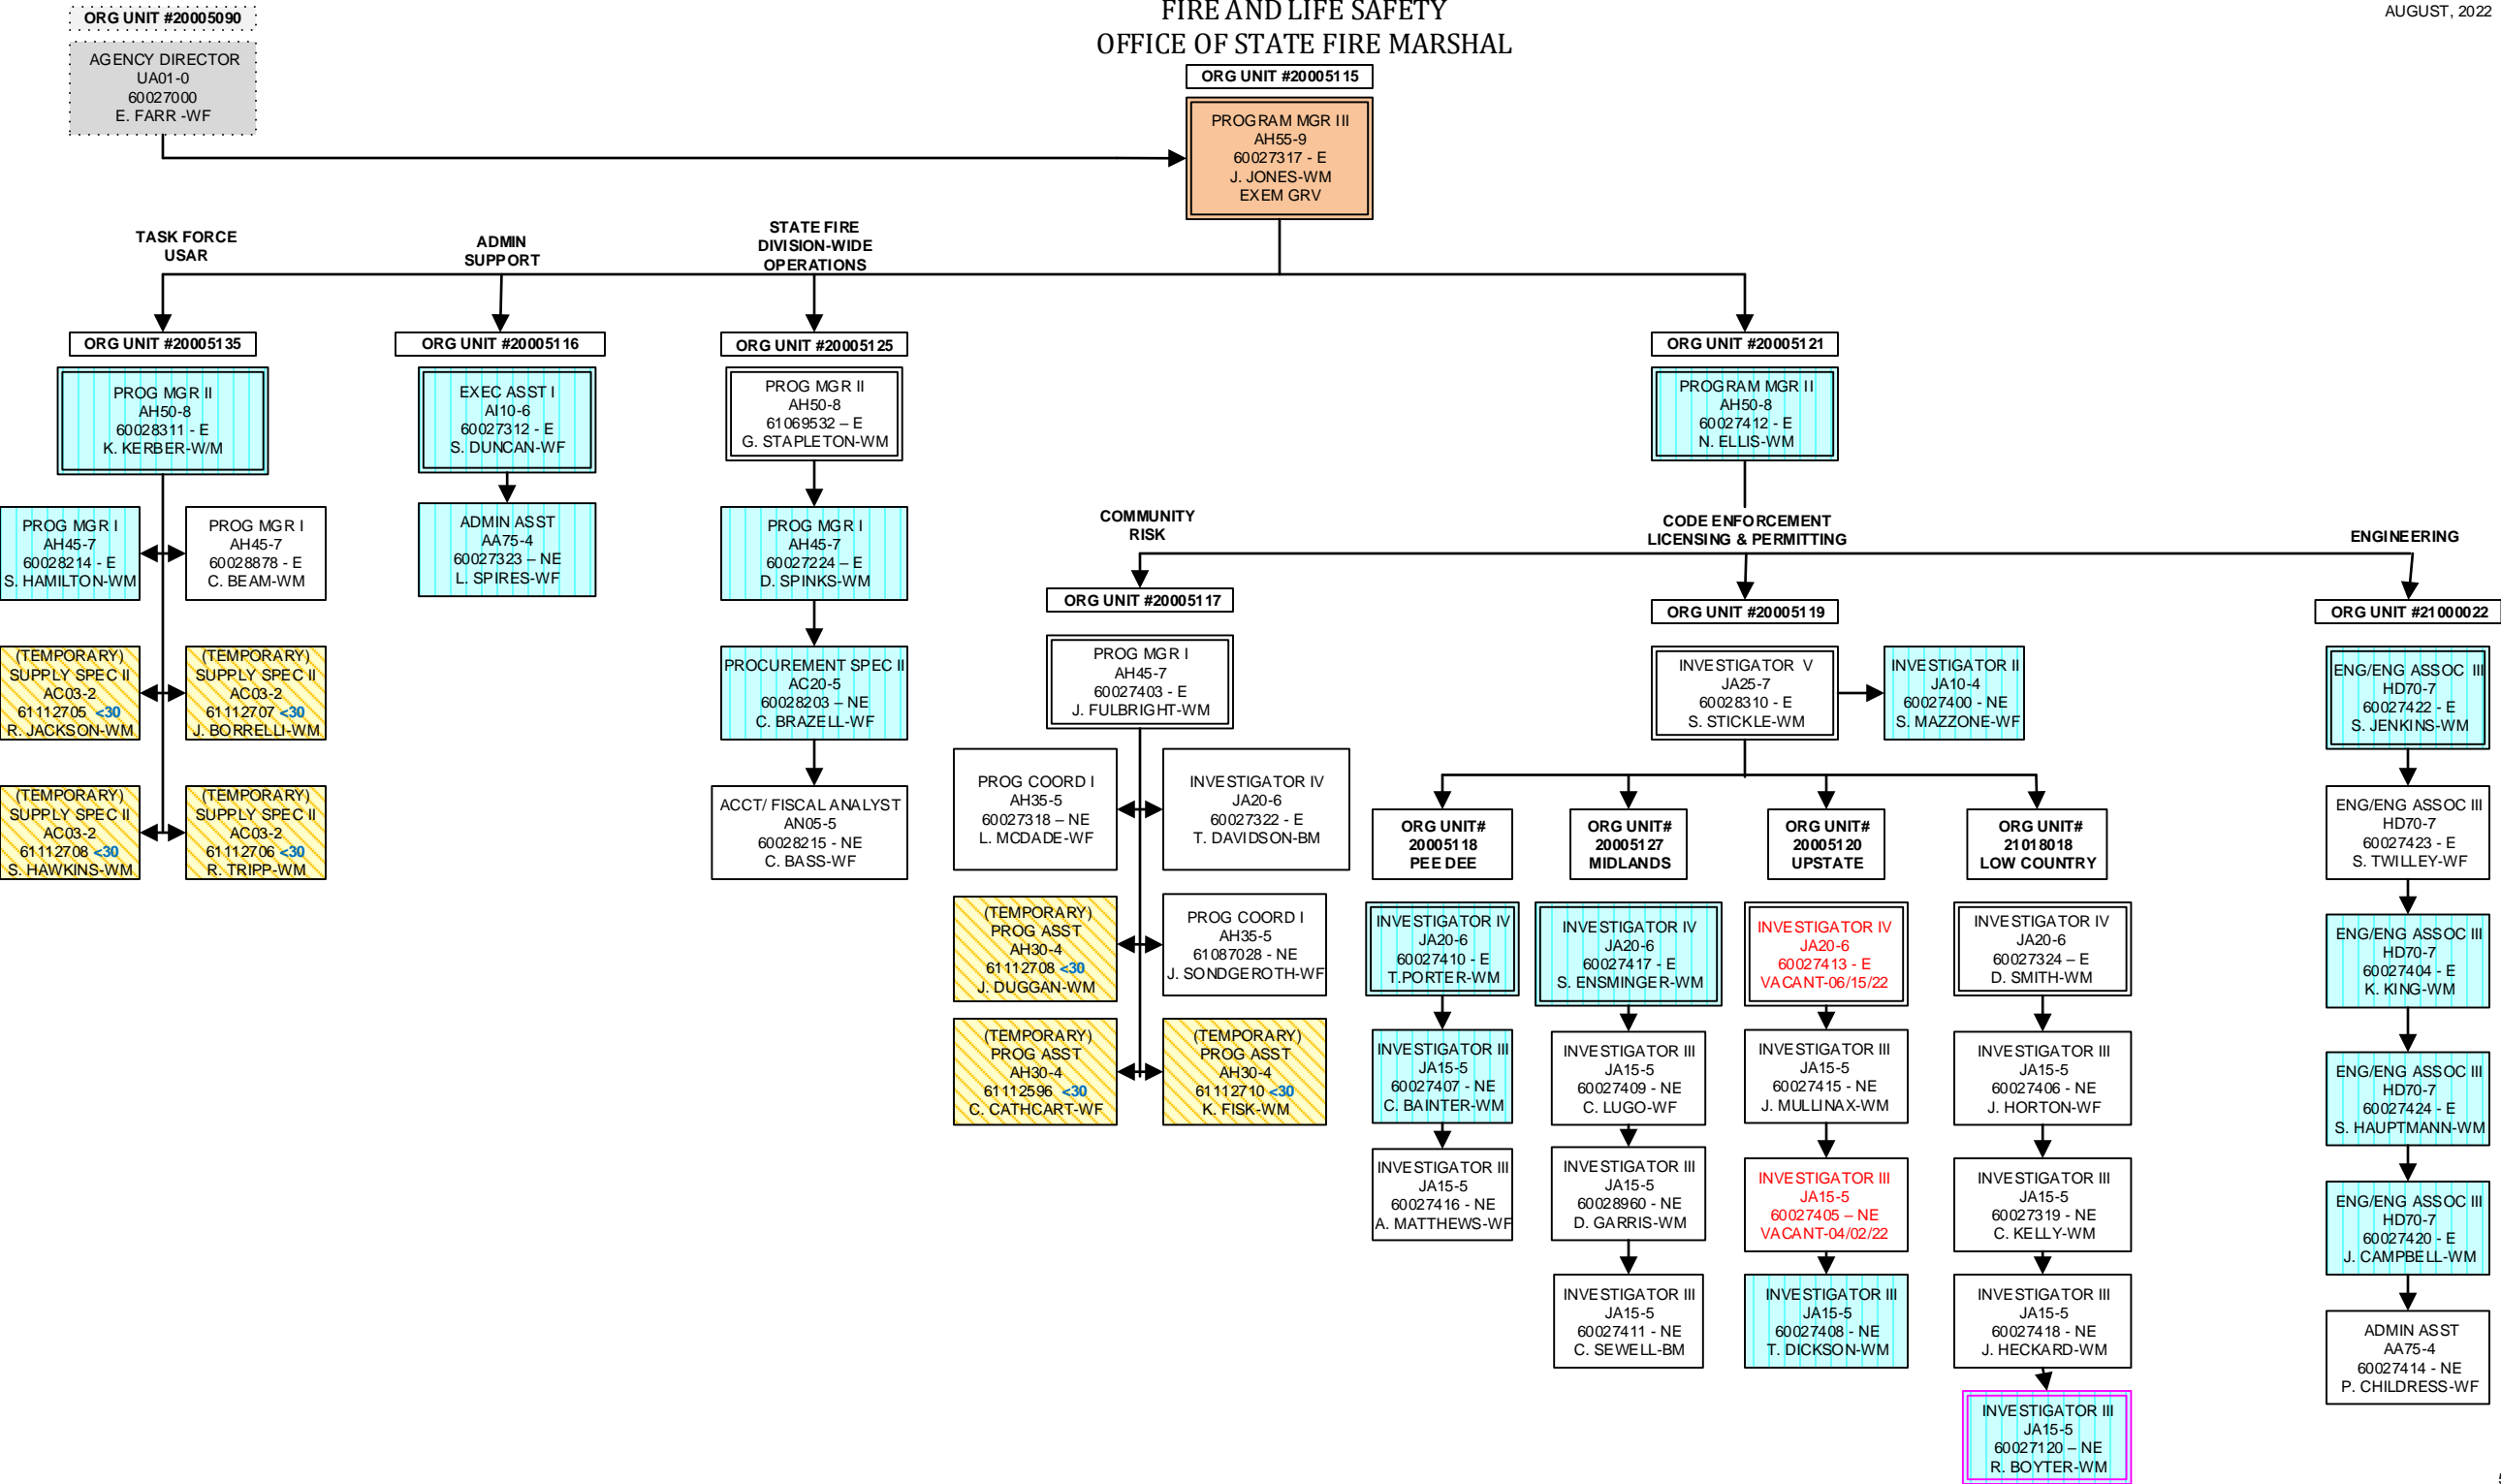 FIRE AND LIFE SAFETY
OFFICE OF STATE FIRE MARSHAL
AUGUST, 2022
ORG UNIT #20005090
AGENCY DIRECTOR
UA01-0
60027000
E. FARR -WF
ORG UNIT #20005115
PROGRAM MGR III
AH55-9
60027317 - E
J. JONES-WM
EXEM GRV
TASK FORCE
USAR
ADMIN
SUPPORT
STATE FIRE
DIVISION-WIDE
OPERATIONS
ORG UNIT #20005135
PROG MGR II
AH50-8
60028311 - E
K. KERBER-W/M
PROG MGR I
AH45-7
60028214 - E
S. HAMILTON-WM
PROG MGR I
AH45-7
60028878 - E
C. BEAM-WM
(TEMPORARY)
SUPPLY SPEC II
AC03-2
61112705 <30
R. JACKSON-WM
(TEMPORARY)
SUPPLY SPEC II
AC03-2
61112707 <30
J. BORRELLI-WM
(TEMPORARY)
SUPPLY SPEC II
AC03-2
61112708 <30
S. HAWKINS-WM
(TEMPORARY)
SUPPLY SPEC II
AC03-2
61112706 <30
R. TRIPP-WM
ORG UNIT #20005116
EXEC ASST I
AI10-6
60027312 - E
S. DUNCAN-WF
ADMIN ASST
AA75-4
60027323 – NE
L. SPIRES-WF
ORG UNIT #20005125
PROG MGR II
AH50-8
61069532 – E
G. STAPLETON-WM
PROG MGR I
AH45-7
60027224 – E
D. SPINKS-WM
PROCUREMENT SPEC II
AC20-5
60028203 – NE
C. BRAZELL-WF
ACCT/ FISCAL ANALYST
AN05-5
60028215 - NE
C. BASS-WF
ORG UNIT #20005121
PROGRAM MGR II
AH50-8
60027412 - E
N. ELLIS-WM
COMMUNITY
RISK
CODE ENFORCEMENT
LICENSING & PERMITTING
ENGINEERING
ORG UNIT #20005117
PROG MGR I
AH45-7
60027403 - E
J. FULBRIGHT-WM
PROG COORD I
AH35-5
60027318 – NE
L. MCDADE-WF
INVESTIGATOR IV
JA20-6
60027322 - E
T. DAVIDSON-BM
(TEMPORARY)
PROG ASST
AH30-4
61112708 <30
J. DUGGAN-WM
PROG COORD I
AH35-5
61087028 - NE
J. SONDGEROTH-WF
(TEMPORARY)
PROG ASST
AH30-4
61112596 <30
C. CATHCART-WF
(TEMPORARY)
PROG ASST
AH30-4
61112710 <30
K. FISK-WM
ORG UNIT #20005119
INVESTIGATOR V
JA25-7
60028310 - E
S. STICKLE-WM
INVESTIGATOR II
JA10-4
60027400 - NE
S. MAZZONE-WF
ORG UNIT#
20005118
PEE DEE
INVESTIGATOR IV
JA20-6
60027410 - E
T.PORTER-WM
INVESTIGATOR III
JA15-5
60027407 - NE
C. BAINTER-WM
INVESTIGATOR III
JA15-5
60027416 - NE
A. MATTHEWS-WF
ORG UNIT#
20005127
MIDLANDS
INVESTIGATOR IV
JA20-6
60027417 - E
S. ENSMINGER-WM
INVESTIGATOR III
JA15-5
60027409 - NE
C. LUGO-WF
INVESTIGATOR III
JA15-5
60028960 - NE
D. GARRIS-WM
INVESTIGATOR III
JA15-5
60027411 - NE
C. SEWELL-BM
ORG UNIT#
20005120
UPSTATE
INVESTIGATOR IV
JA20-6
60027413 - E
VACANT-06/15/22
INVESTIGATOR III
JA15-5
60027415 - NE
J. MULLINAX-WM
INVESTIGATOR III
JA15-5
60027405 – NE
VACANT-04/02/22
INVESTIGATOR III
JA15-5
60027408 - NE
T. DICKSON-WM
ORG UNIT#
21018018
LOW COUNTRY
INVESTIGATOR IV
JA20-6
60027324 – E
D. SMITH-WM
INVESTIGATOR III
JA15-5
60027406 - NE
J. HORTON-WF
INVESTIGATOR III
JA15-5
60027319 - NE
C. KELLY-WM
INVESTIGATOR III
JA15-5
60027418 - NE
J. HECKARD-WM
INVESTIGATOR III
JA15-5
60027120 – NE
R. BOYTER-WM
ORG UNIT #21000022
ENG/ENG ASSOC III
HD70-7
60027422 - E
S. JENKINS-WM
ENG/ENG ASSOC III
HD70-7
60027423 - E
S. TWILLEY-WF
ENG/ENG ASSOC III
HD70-7
60027404 - E
K. KING-WM
ENG/ENG ASSOC III
HD70-7
60027424 - E
S. HAUPTMANN-WM
ENG/ENG ASSOC III
HD70-7
60027420 - E
J. CAMPBELL-WM
ADMIN ASST
AA75-4
60027414 - NE
P. CHILDRESS-WF